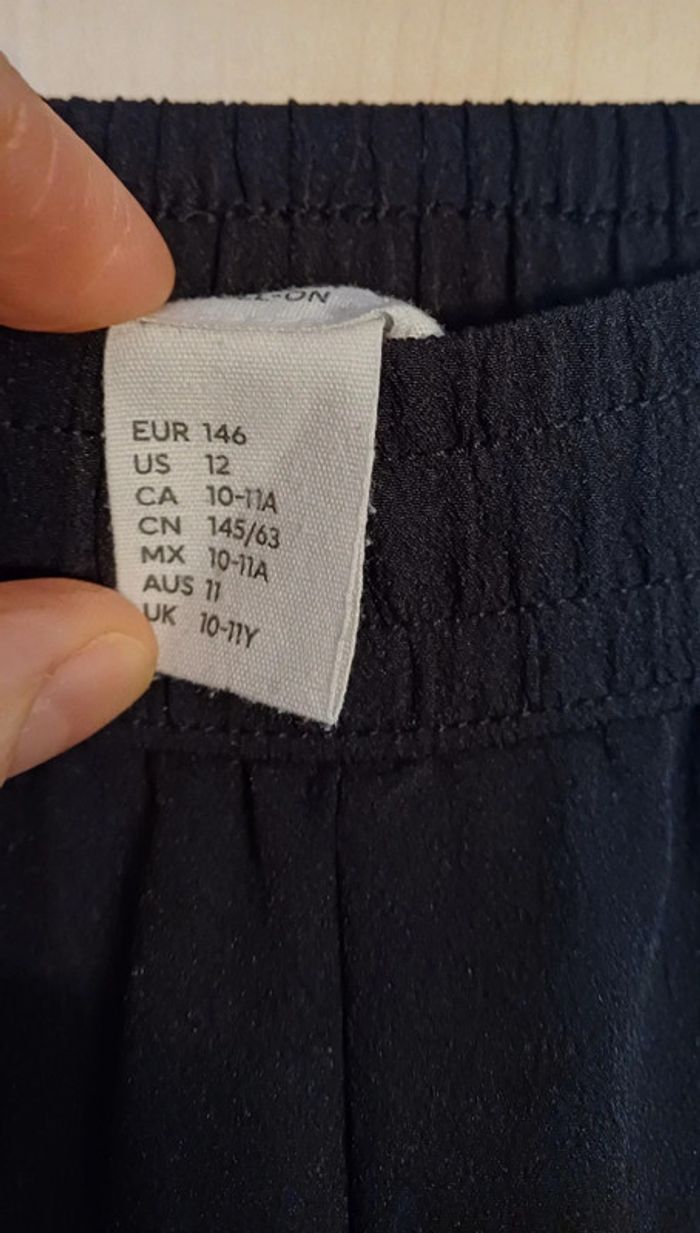 EUR 146
US 12
CA 10-11A
CN 145/63
MX 10-11A
AUS 11
UK 10-11Y